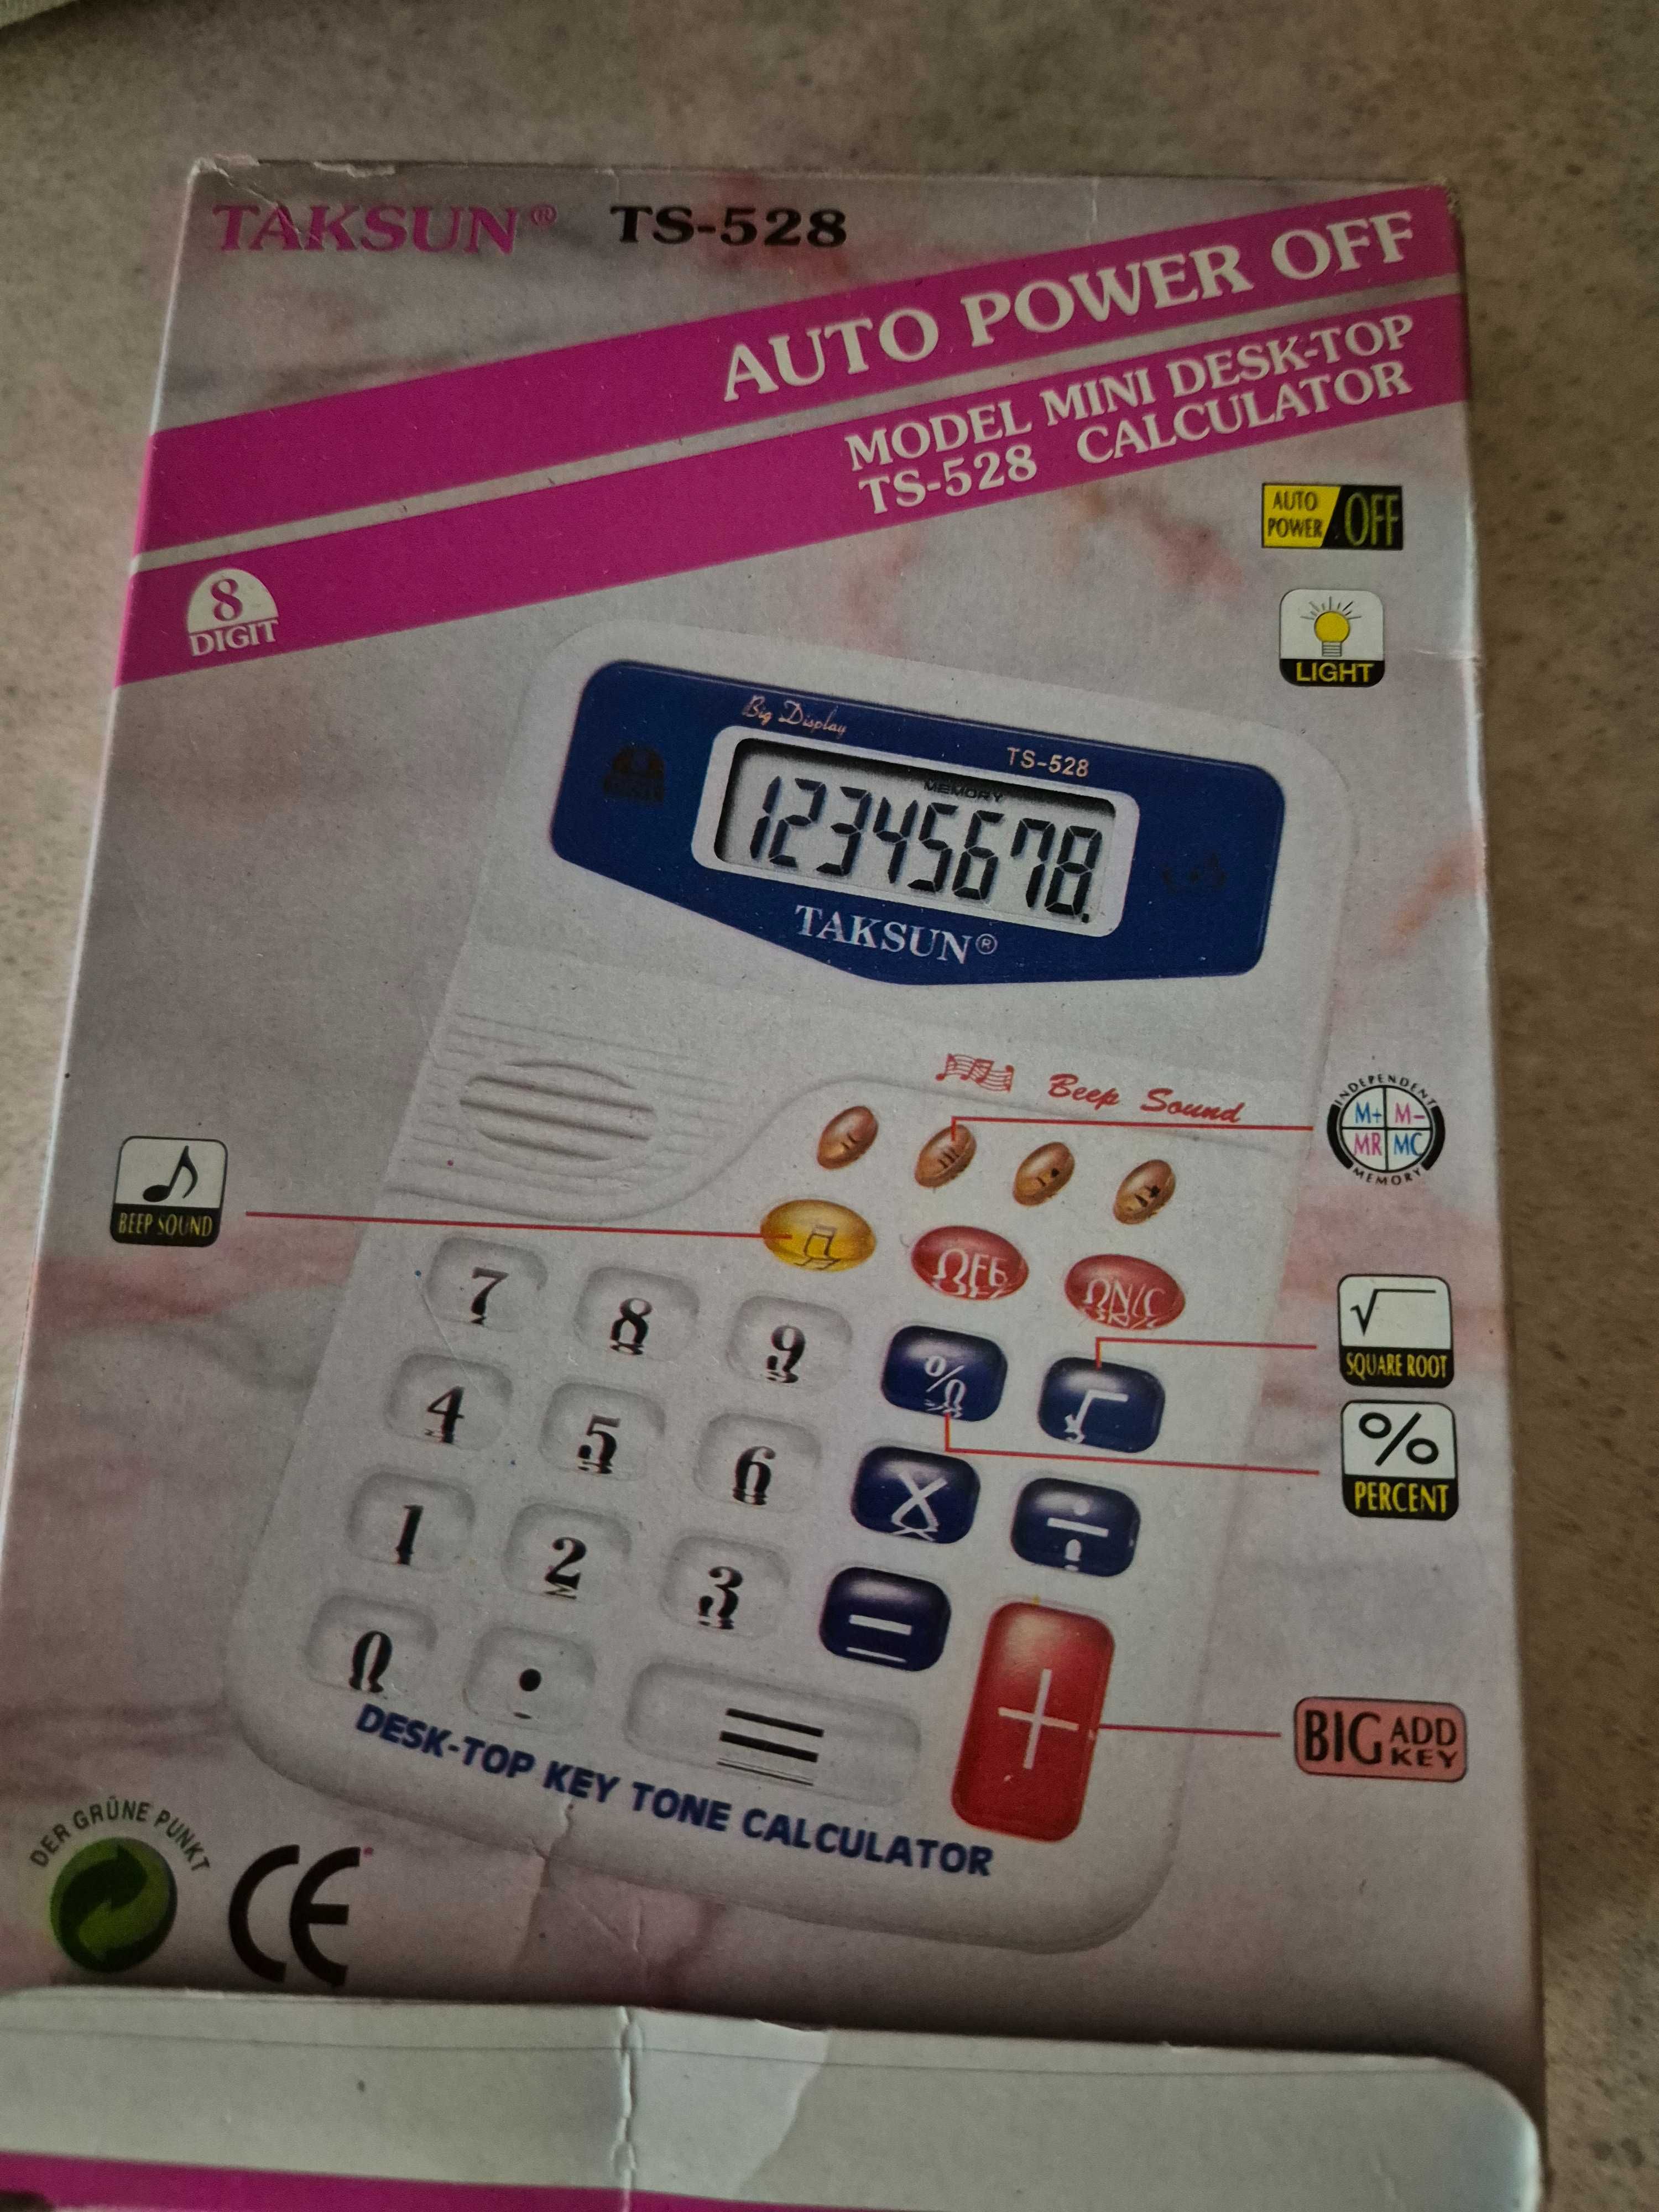 TAKSUN® TS-528
AUTO POWER OFF
MODEL MINI DESK-TOP
TS-528 CALCULATOR
8
DIGIT
AUTO
POWER OFF
LIGHT
Big Display
TS-528
MEMORY
12345678.
TAKSUN®
Beep Sound
INDEPENDENT
M+ M-
MR MC
MEMORY
BEEP SOUND
OFF ON/C
7 8 9 % √
4 5 6 X ÷
1 2 3 − +
0 . =
√
SQUARE ROOT
%
PERCENT
BIG ADD
KEY
DESK-TOP KEY TONE CALCULATOR
DER GRÜNE PUNKT
CE